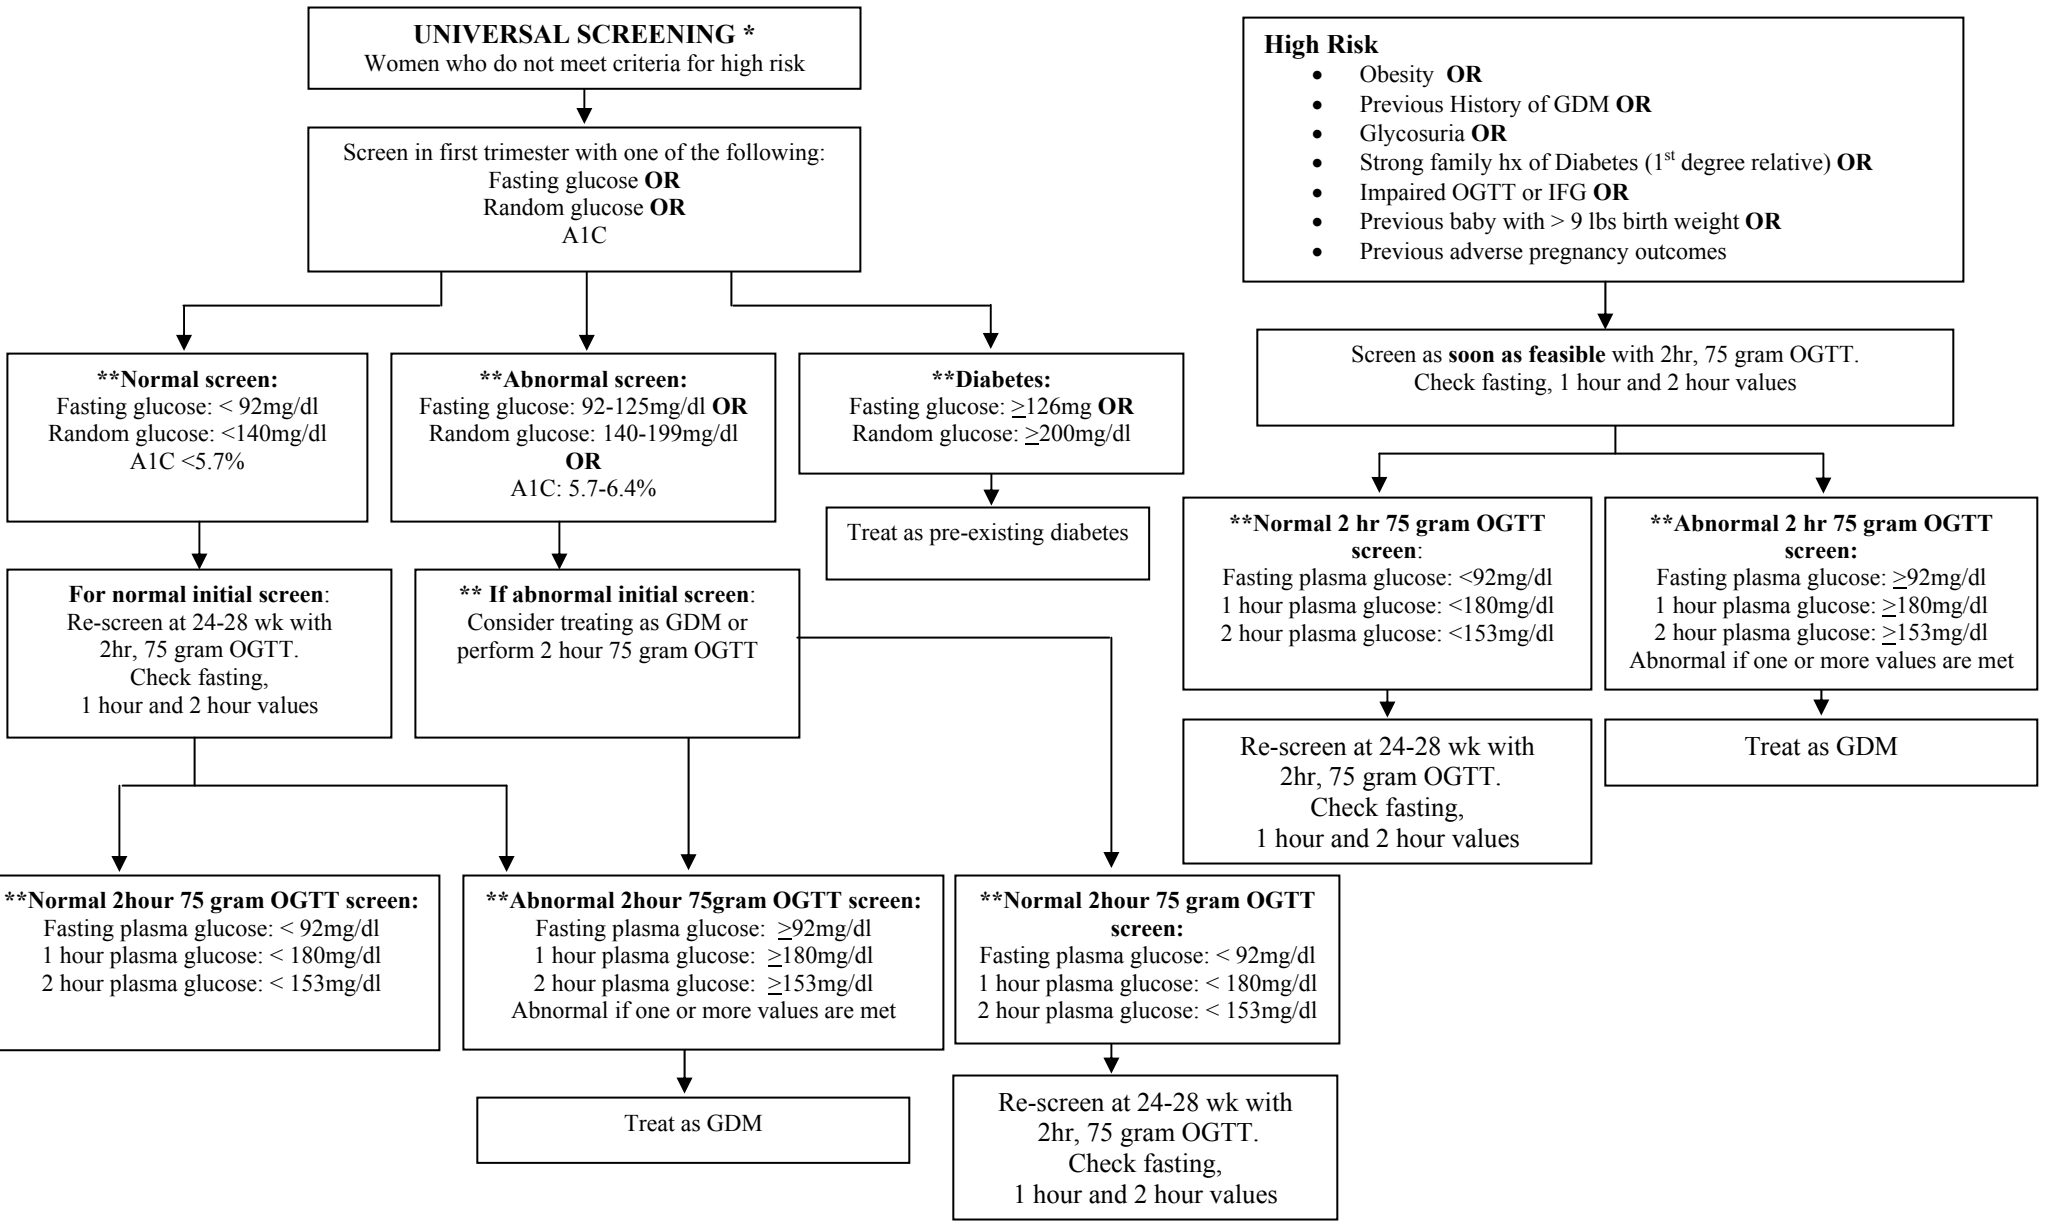 UNIVERSAL SCREENING *
Women who do not meet criteria for high risk
Screen in first trimester with one of the following:
Fasting glucose OR
Random glucose OR
A1C
**Normal screen:
Fasting glucose: < 92mg/dl
Random glucose: <140mg/dl
A1C <5.7%
**Abnormal screen:
Fasting glucose: 92-125mg/dl OR
Random glucose: 140-199mg/dl
OR
A1C: 5.7-6.4%
**Diabetes:
Fasting glucose: ≥126mg OR
Random glucose: ≥200mg/dl
Treat as pre-existing diabetes
For normal initial screen:
Re-screen at 24-28 wk with
2hr, 75 gram OGTT.
Check fasting,
1 hour and 2 hour values
** If abnormal initial screen:
Consider treating as GDM or
perform 2 hour 75 gram OGTT
**Normal 2hour 75 gram OGTT screen:
Fasting plasma glucose: < 92mg/dl
1 hour plasma glucose: < 180mg/dl
2 hour plasma glucose: < 153mg/dl
**Abnormal 2hour 75gram OGTT screen:
Fasting plasma glucose: ≥92mg/dl
1 hour plasma glucose: ≥180mg/dl
2 hour plasma glucose: ≥153mg/dl
Abnormal if one or more values are met
Treat as GDM
**Normal 2hour 75 gram OGTT
screen:
Fasting plasma glucose: < 92mg/dl
1 hour plasma glucose: < 180mg/dl
2 hour plasma glucose: < 153mg/dl
Re-screen at 24-28 wk with
2hr, 75 gram OGTT.
Check fasting,
1 hour and 2 hour values
High Risk
• Obesity OR
• Previous History of GDM OR
• Glycosuria OR
• Strong family hx of Diabetes (1st degree relative) OR
• Impaired OGTT or IFG OR
• Previous baby with > 9 lbs birth weight OR
• Previous adverse pregnancy outcomes
Screen as soon as feasible with 2hr, 75 gram OGTT.
Check fasting, 1 hour and 2 hour values
**Normal 2 hr 75 gram OGTT
screen:
Fasting plasma glucose: <92mg/dl
1 hour plasma glucose: <180mg/dl
2 hour plasma glucose: <153mg/dl
Re-screen at 24-28 wk with
2hr, 75 gram OGTT.
Check fasting,
1 hour and 2 hour values
**Abnormal 2 hr 75 gram OGTT
screen:
Fasting plasma glucose: ≥92mg/dl
1 hour plasma glucose: ≥180mg/dl
2 hour plasma glucose: ≥153mg/dl
Abnormal if one or more values are met
Treat as GDM